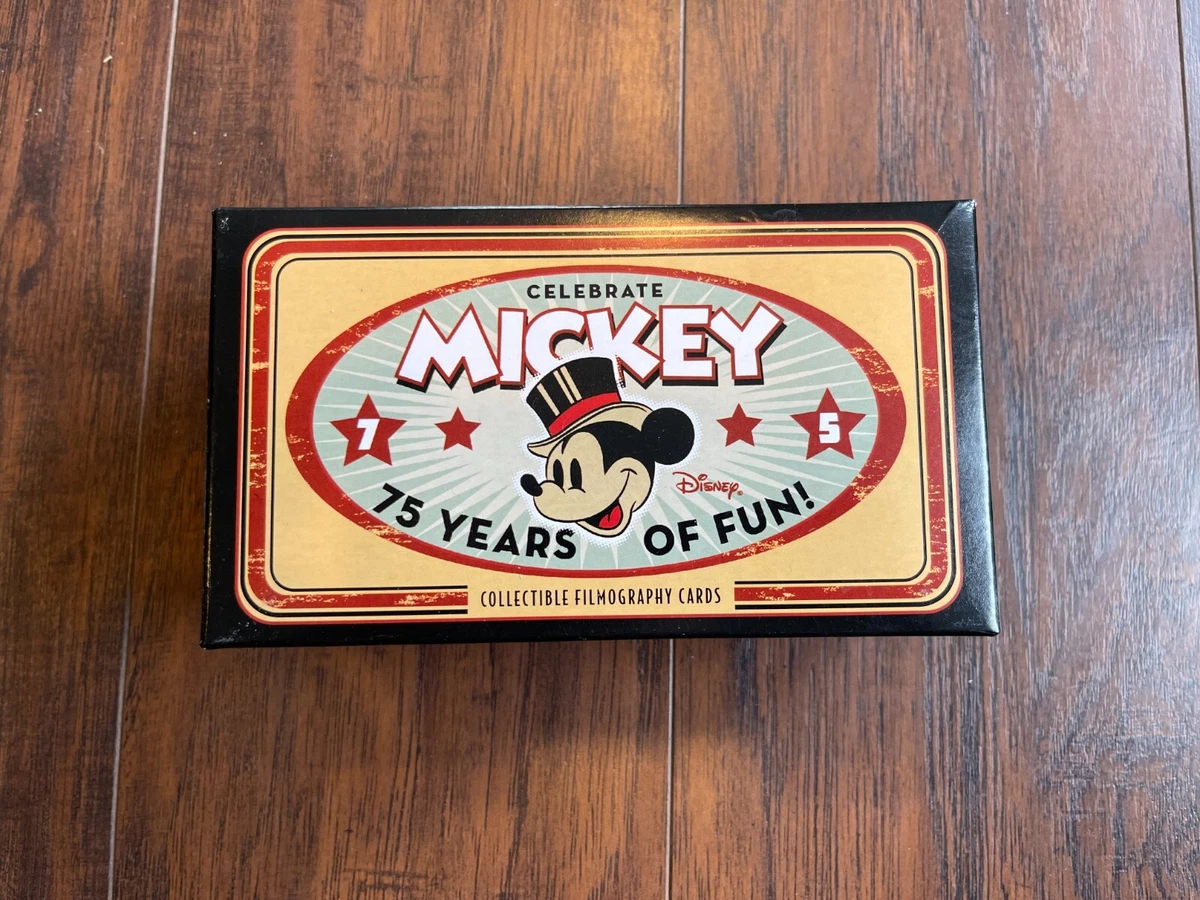 CELEBRATE
MICKEY
7 5
Disney
75 YEARS OF FUN!
COLLECTIBLE FILMOGRAPHY CARDS